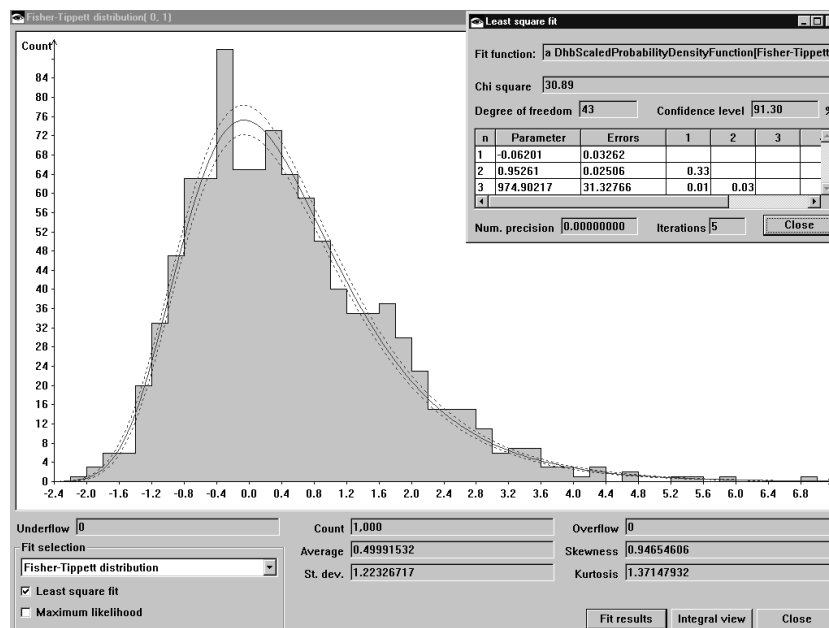 Fisher-Tippett distribution( 0, 1)
Count
84
80
76
72
68
64
60
56
52
48
44
40
36
32
28
24
20
16
12
8
4
0
-2.4 -2.0 -1.6 -1.2 -0.8 -0.4 0.0 0.4 0.8 1.2 1.6 2.0 2.4 2.8 3.2 3.6 4.0 4.4 4.8 5.2 5.6 6.0 6.4 6.8
Least square fit
Fit function: a DhbScaledProbabilityDensityFunction[Fisher-Tippett
Chi square 30.89
Degree of freedom 43 Confidence level 91.30 %
n Parameter Errors 1 2 3
1 -0.06201 0.03262
2 0.95261 0.02506 0.33
3 974.90217 31.32766 0.01 0.03
Num. precision 0.00000000 Iterations 5 Close
Underflow 0 Count 1,000 Overflow 0
Fit selection Average 0.49991532 Skewness 0.94654606
Fisher-Tippett distribution St. dev. 1.22326717 Kurtosis 1.37147932
Least square fit
Maximum likelihood
Fit results Integral view Close